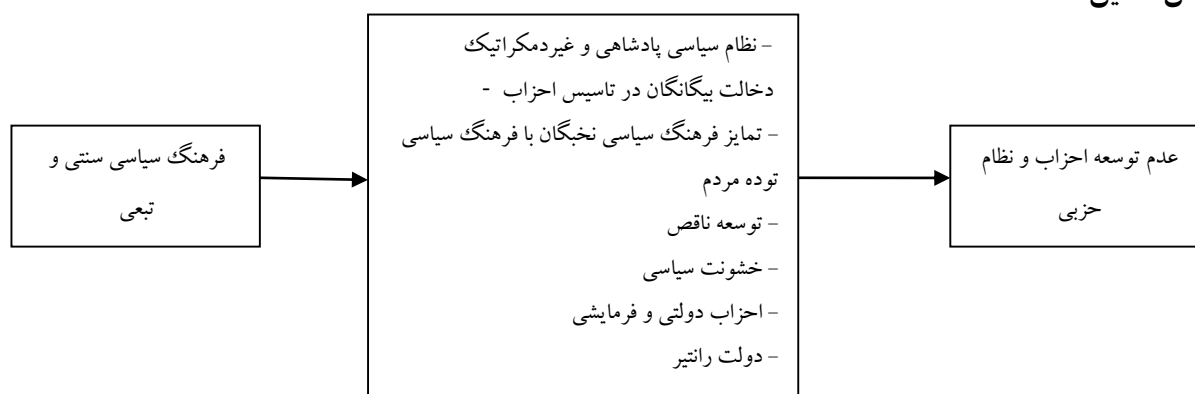 فرهنگ سیاسی سنتی و
تبعی
– نظام سیاسی پادشاهی و غیردمکراتیک
دخالت بیگانگان در تاسیس احزاب -
– تمایز فرهنگ سیاسی نخبگان با فرهنگ سیاسی
توده مردم
– توسعه ناقص
– خشونت سیاسی
– احزاب دولتی و فرمایشی
– دولت رانتیر
عدم توسعه احزاب و نظام
حزبی